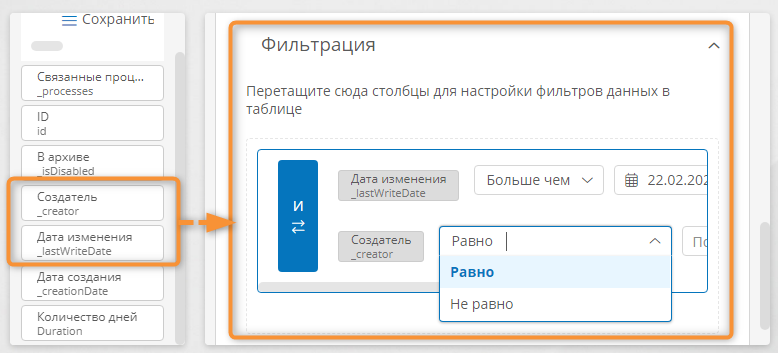 Сохранить
Связанные проц...
_processes
ID
id
В архиве
_isDisabled
Создатель
_creator
Дата изменения
_lastWriteDate
Дата создания
_creationDate
Количество дней
Duration
Фильтрация
Перетащите сюда столбцы для настройки фильтров данных в
таблице
И
Дата изменения
_lastWriteDate
Больше чем
22.02.202
Создатель
_creator
Равно
По
Равно
Не равно